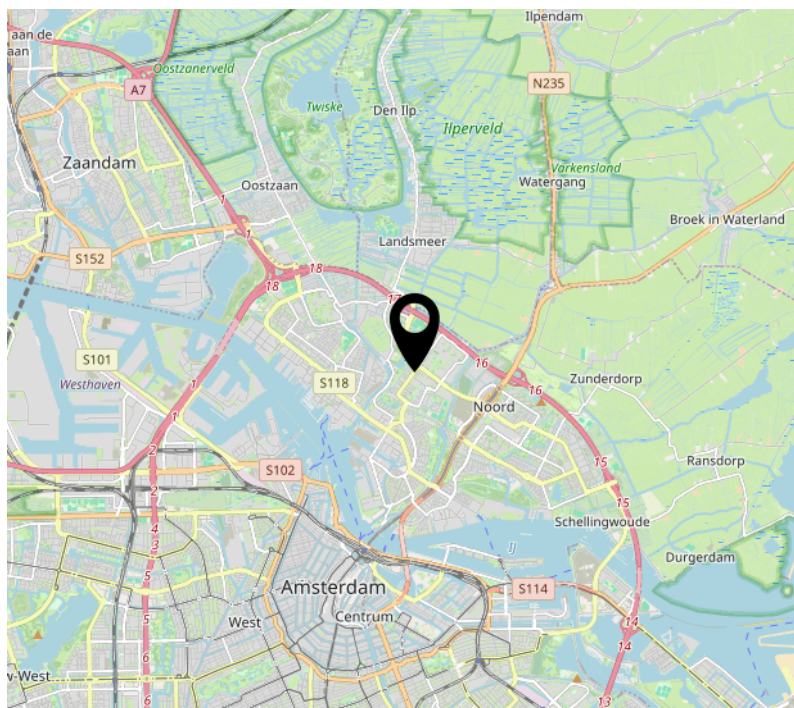 Ilpendam
aan de
aan
Oostzanerveld
A7
N235
Twiske
Den Ilp
Ilperveld
Zaandam
Varkensland
Watergang
Oostzaan
1
Broek in Waterland
1
Landsmeer
S152
18
18
17
S101
16
Westhaven
S118
16
Zunderdorp
1
Noord
1
2
15
Ransdorp
S102
2
15
4
Schellingwoude
3
IJ
Durgerdam
5
Amsterdam
S114
5
West
Centrum
14
6
14
w-West
6
13